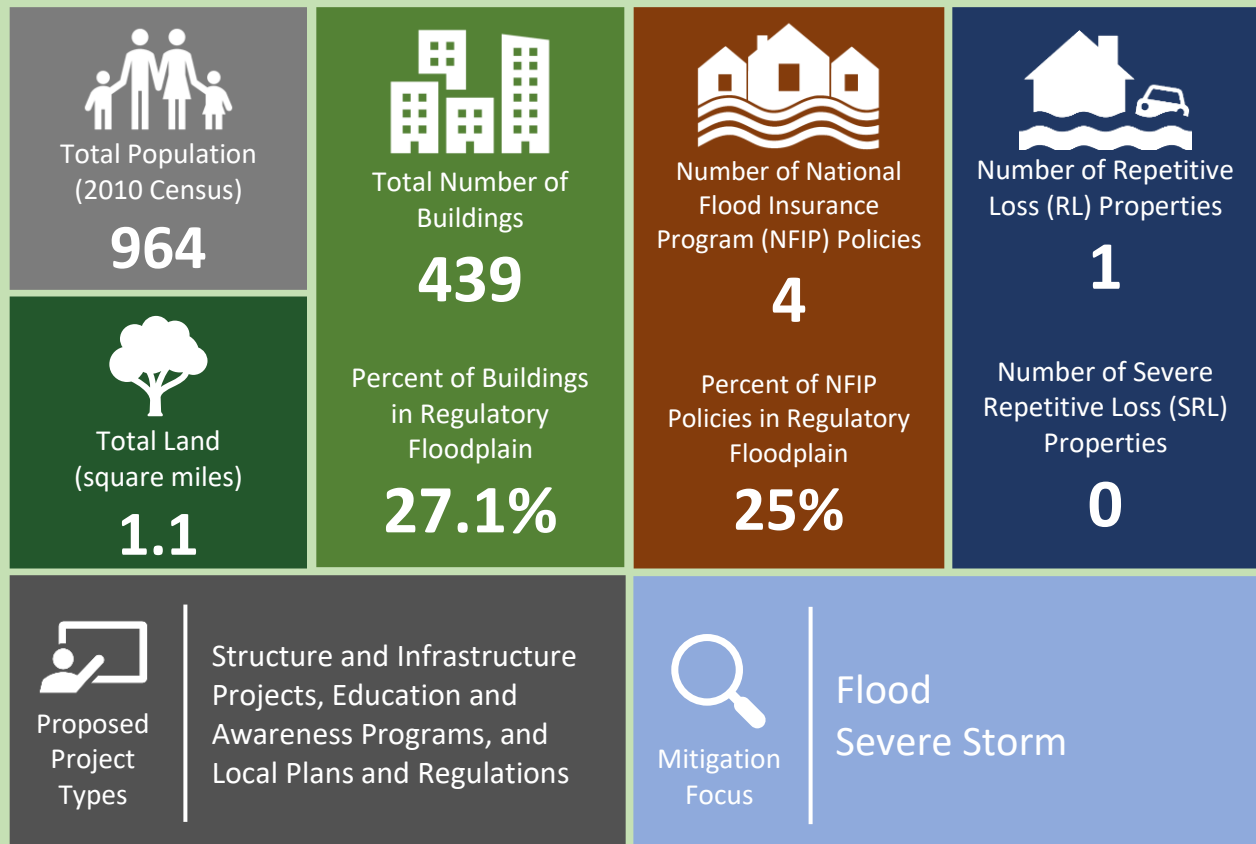 Total Population
(2010 Census)
964
Total Land
(square miles)
1.1
Total Number of
Buildings
439
Percent of Buildings
in Regulatory
Floodplain
27.1%
Number of National
Flood Insurance
Program (NFIP) Policies
4
Percent of NFIP
Policies in Regulatory
Floodplain
25%
Number of Repetitive
Loss (RL) Properties
1
Number of Severe
Repetitive Loss (SRL)
Properties
0
Proposed
Project
Types
Structure and Infrastructure
Projects, Education and
Awareness Programs, and
Local Plans and Regulations
Mitigation
Focus
Flood
Severe Storm